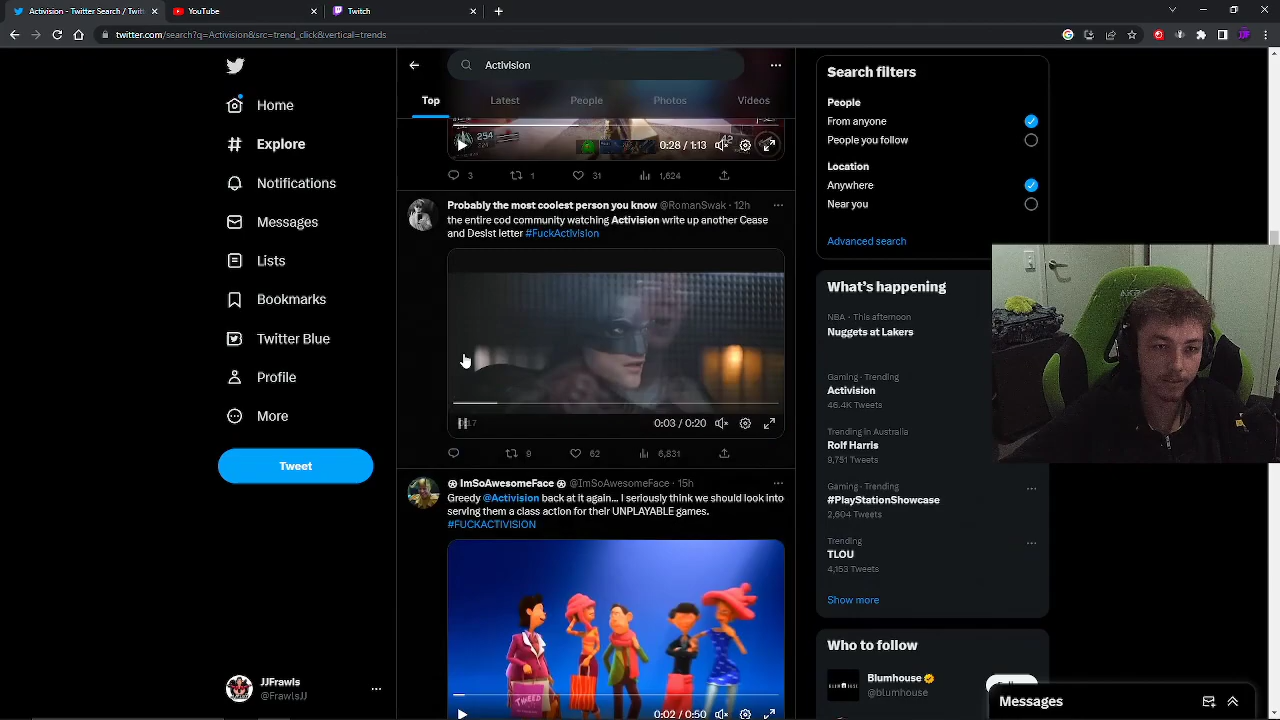 Activision - Twitter Search / Twitt
YouTube
Twitch
twitter.com/search?q=Activision&src=trend_click&vertical=trends
Home
Explore
Notifications
Messages
Lists
Bookmarks
Twitter Blue
Profile
More
Tweet
JJFrawls
@FrawlsJJ
Activision
Top
Latest
People
Photos
Videos
254
42
0:28 / 1:13
3
1
31
1,624
Probably the most coolest person you know @RomanSwak · 12h
the entire cod community watching Activision write up another Cease
and Desist letter #FuckActivision
0:03 / 0:20
9
62
6,831
ImSoAwesomeFace @ImSoAwesomeFace · 15h
Greedy @Activision back at it again... I seriously think we should look into
serving them a class action for their UNPLAYABLE games.
#FUCKACTIVISION
TWEED
0:02 / 0:50
Search filters
People
From anyone
People you follow
Location
Anywhere
Near you
Advanced search
What's happening
NBA · This afternoon
Nuggets at Lakers
Gaming · Trending
Activision
46.4K Tweets
Trending in Australia
Rolf Harris
9,751 Tweets
Gaming · Trending
#PlayStationShowcase
2,604 Tweets
Trending
TLOU
4,153 Tweets
Show more
Who to follow
Blumhouse
@blumhouse
Messages